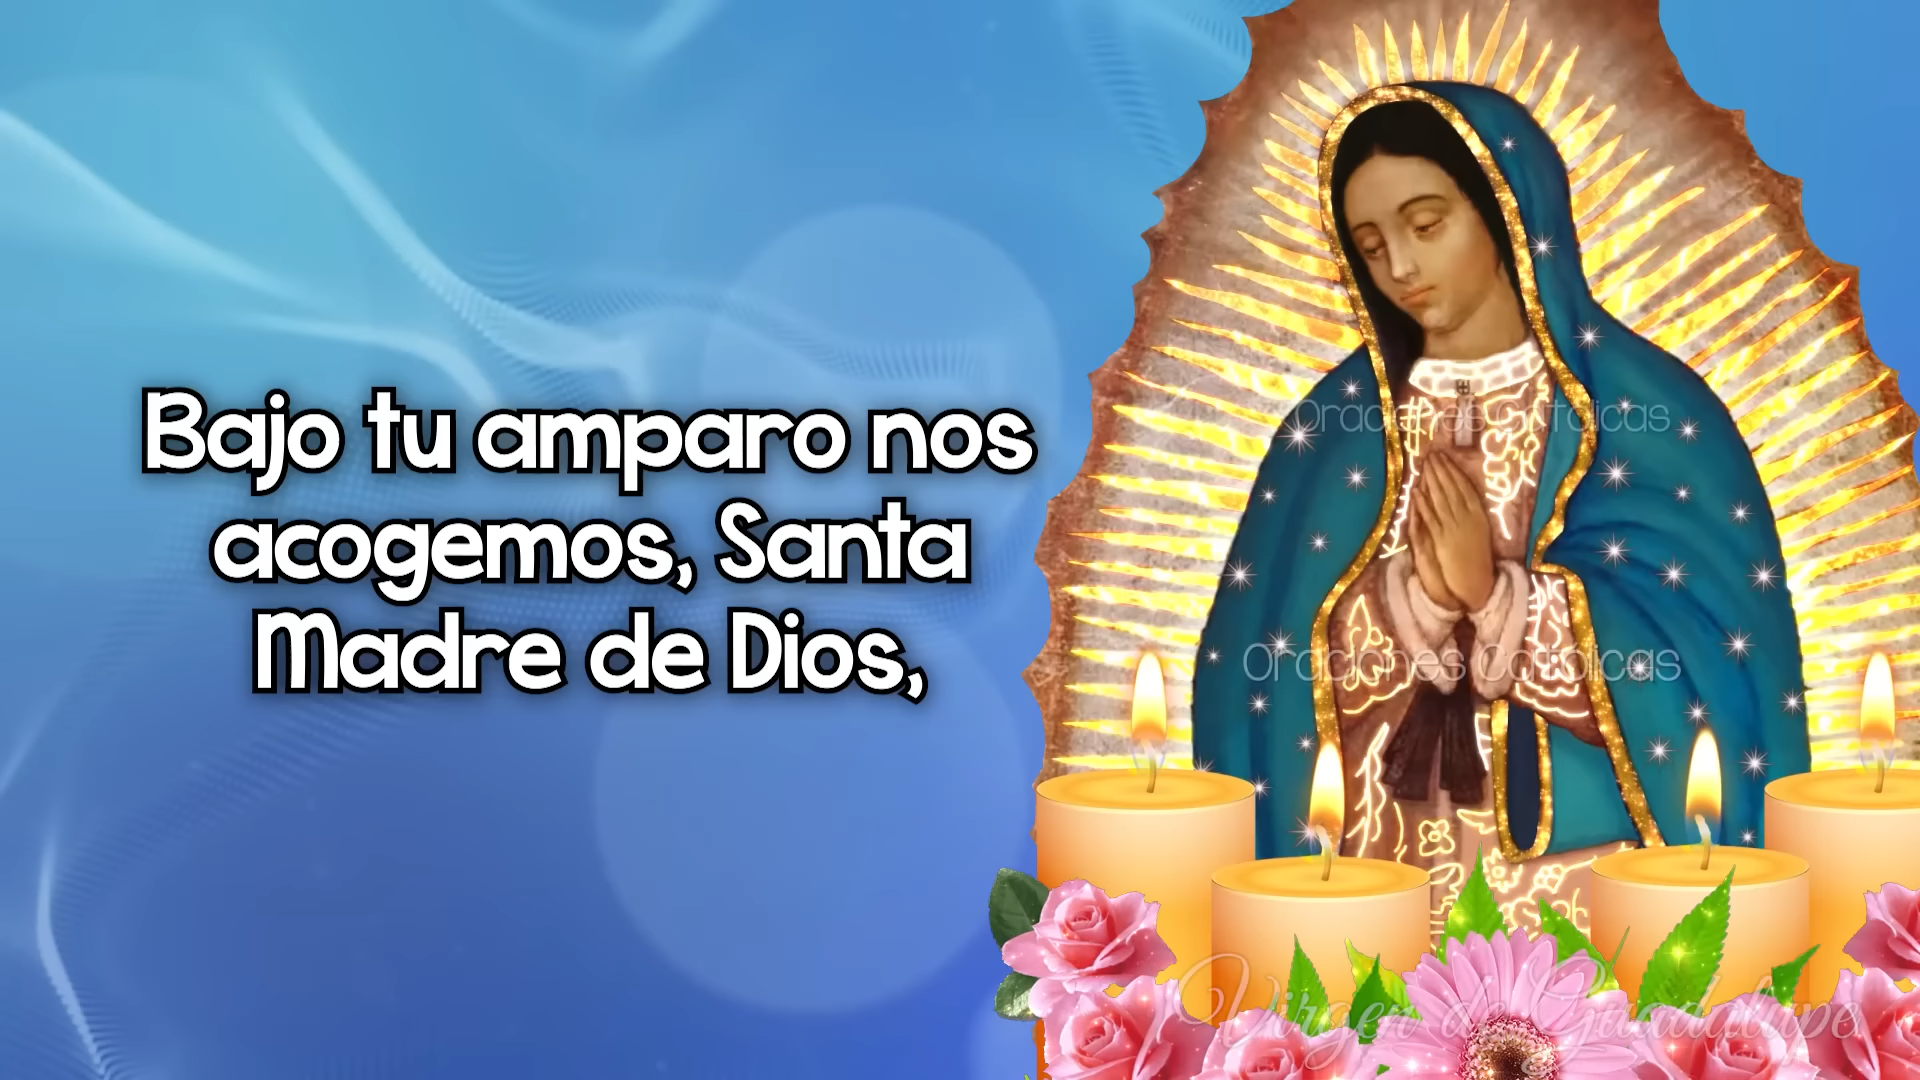 Bajo tu amparo nos
acogemos, Santa
Madre de Dios,
Oraciones Católicas
Oraciones Católicas
Virgen de Guadalupe